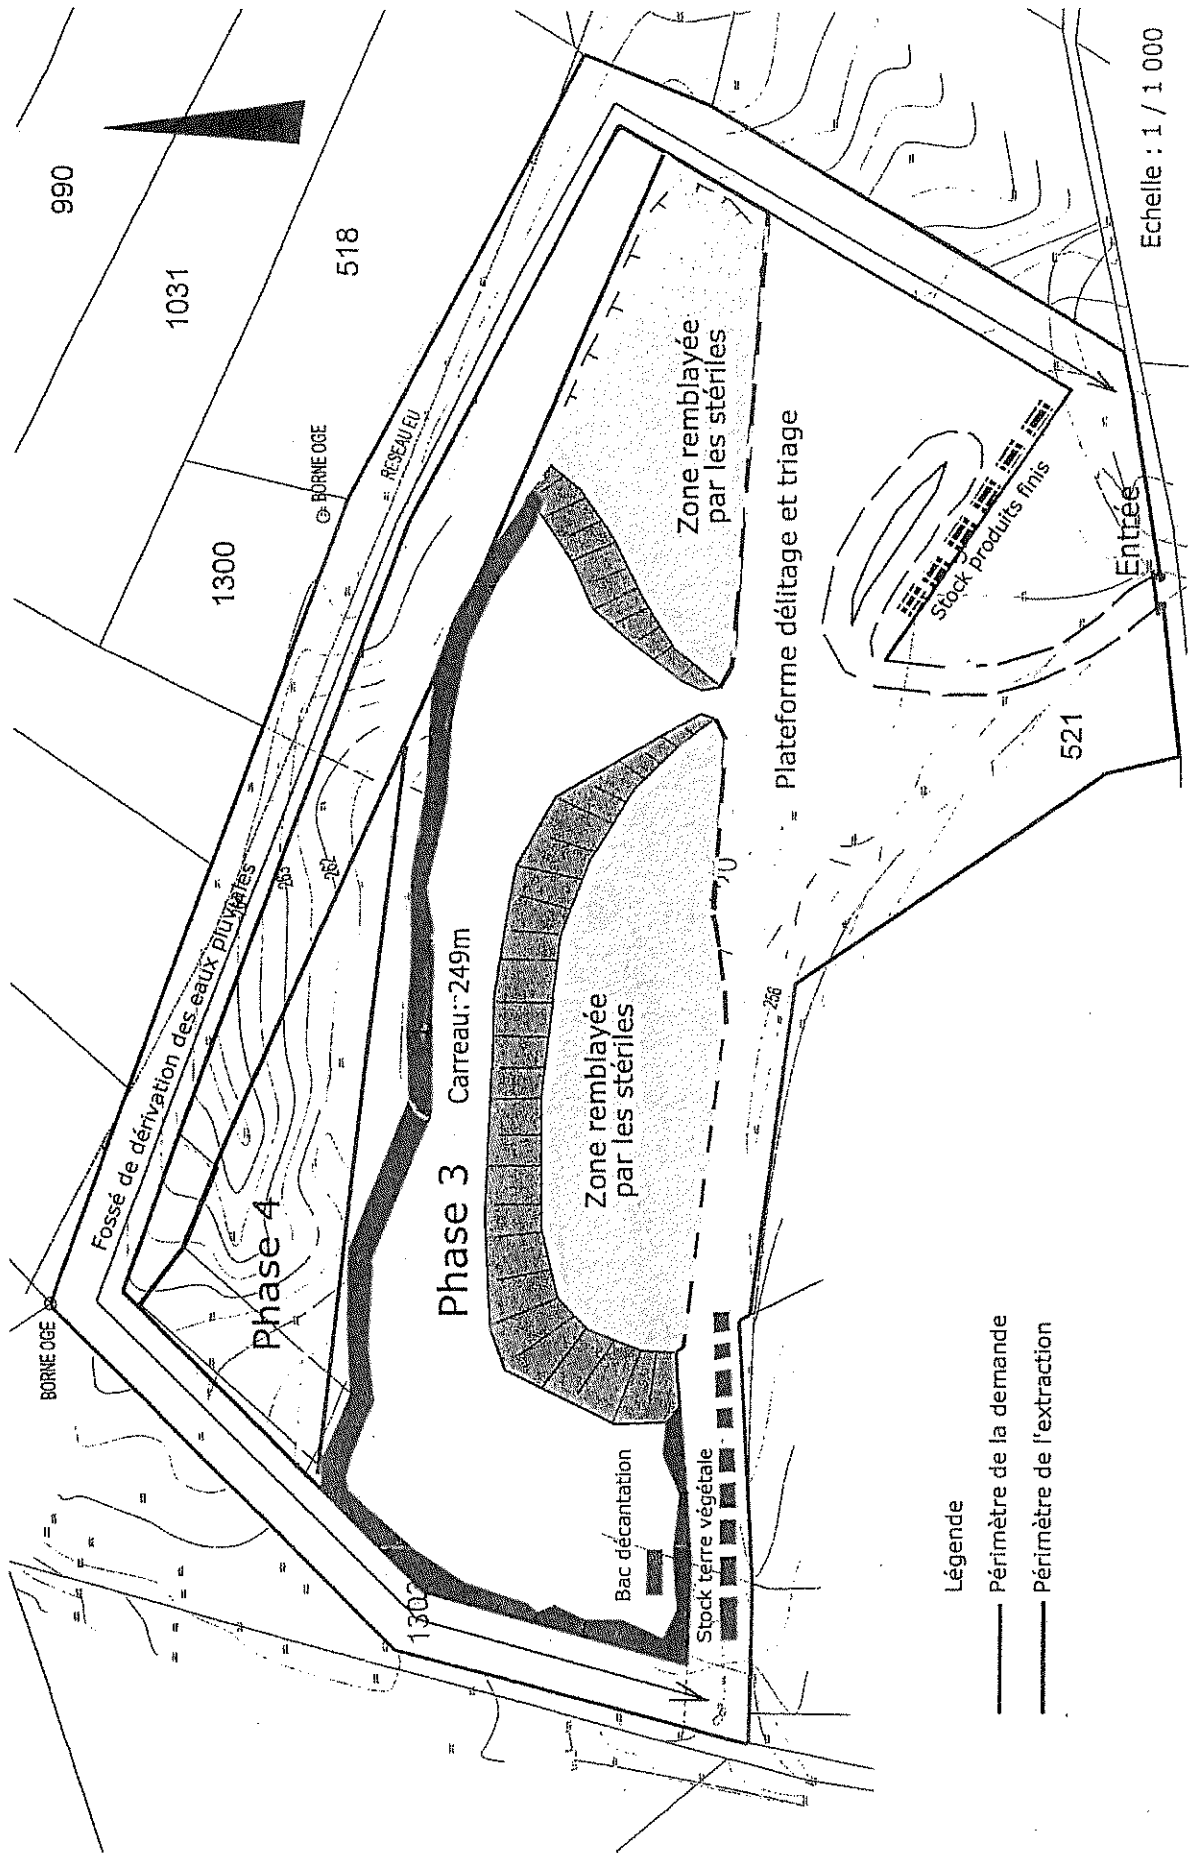 990
1031
518
1300
BORNE OGE
RESEAU EU
BORNE OGE
Fossé de dérivation des eaux pluviales
263
262
Phase 4
Phase 3
Carreau : 249m
Zone remblayée
par les stériles
Zone remblayée
par les stériles
Plateforme délitage et triage
Stock produits finis
Entrée
521
256
1303
Bac décantation
Stock terre végétale
Légende
Périmètre de la demande
Périmètre de l'extraction
Echelle : 1 / 1 000